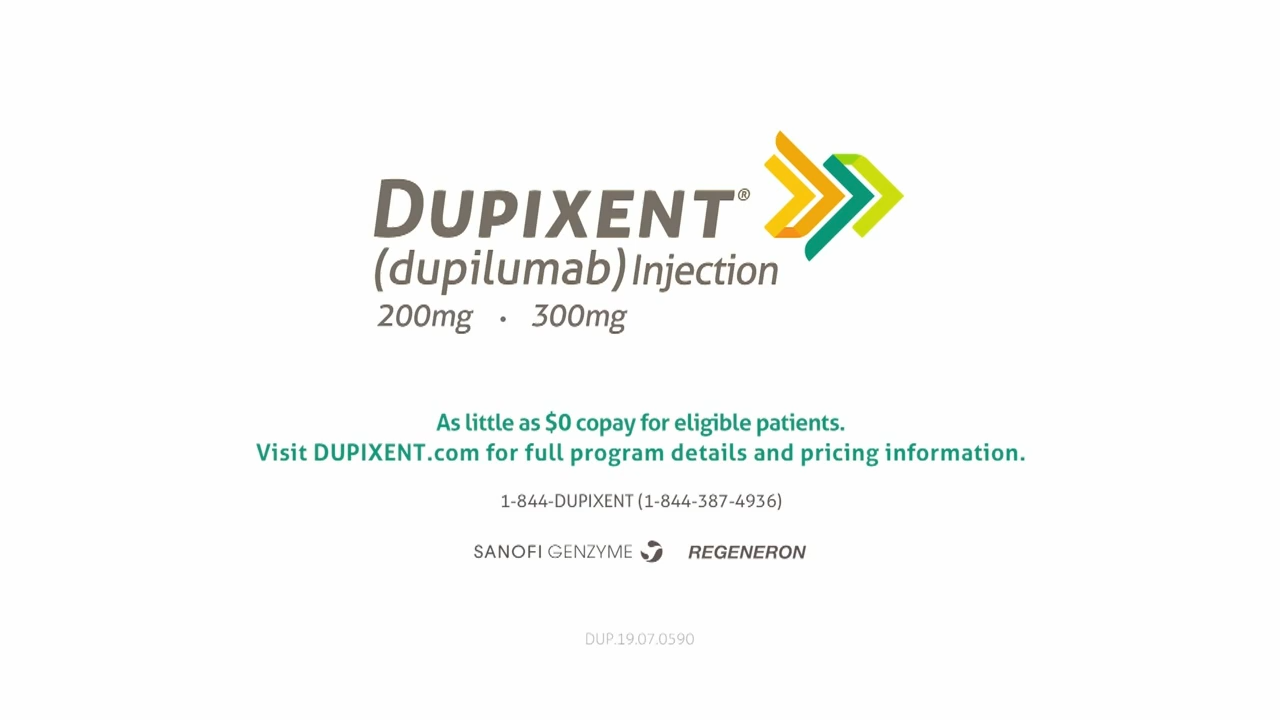 DUPIXENT®
(dupilumab) Injection
200mg · 300mg
As little as $0 copay for eligible patients.
Visit DUPIXENT.com for full program details and pricing information.
1-844-DUPIXENT (1-844-387-4936)
SANOFI GENZYME REGENERON
DUP.19.07.0590